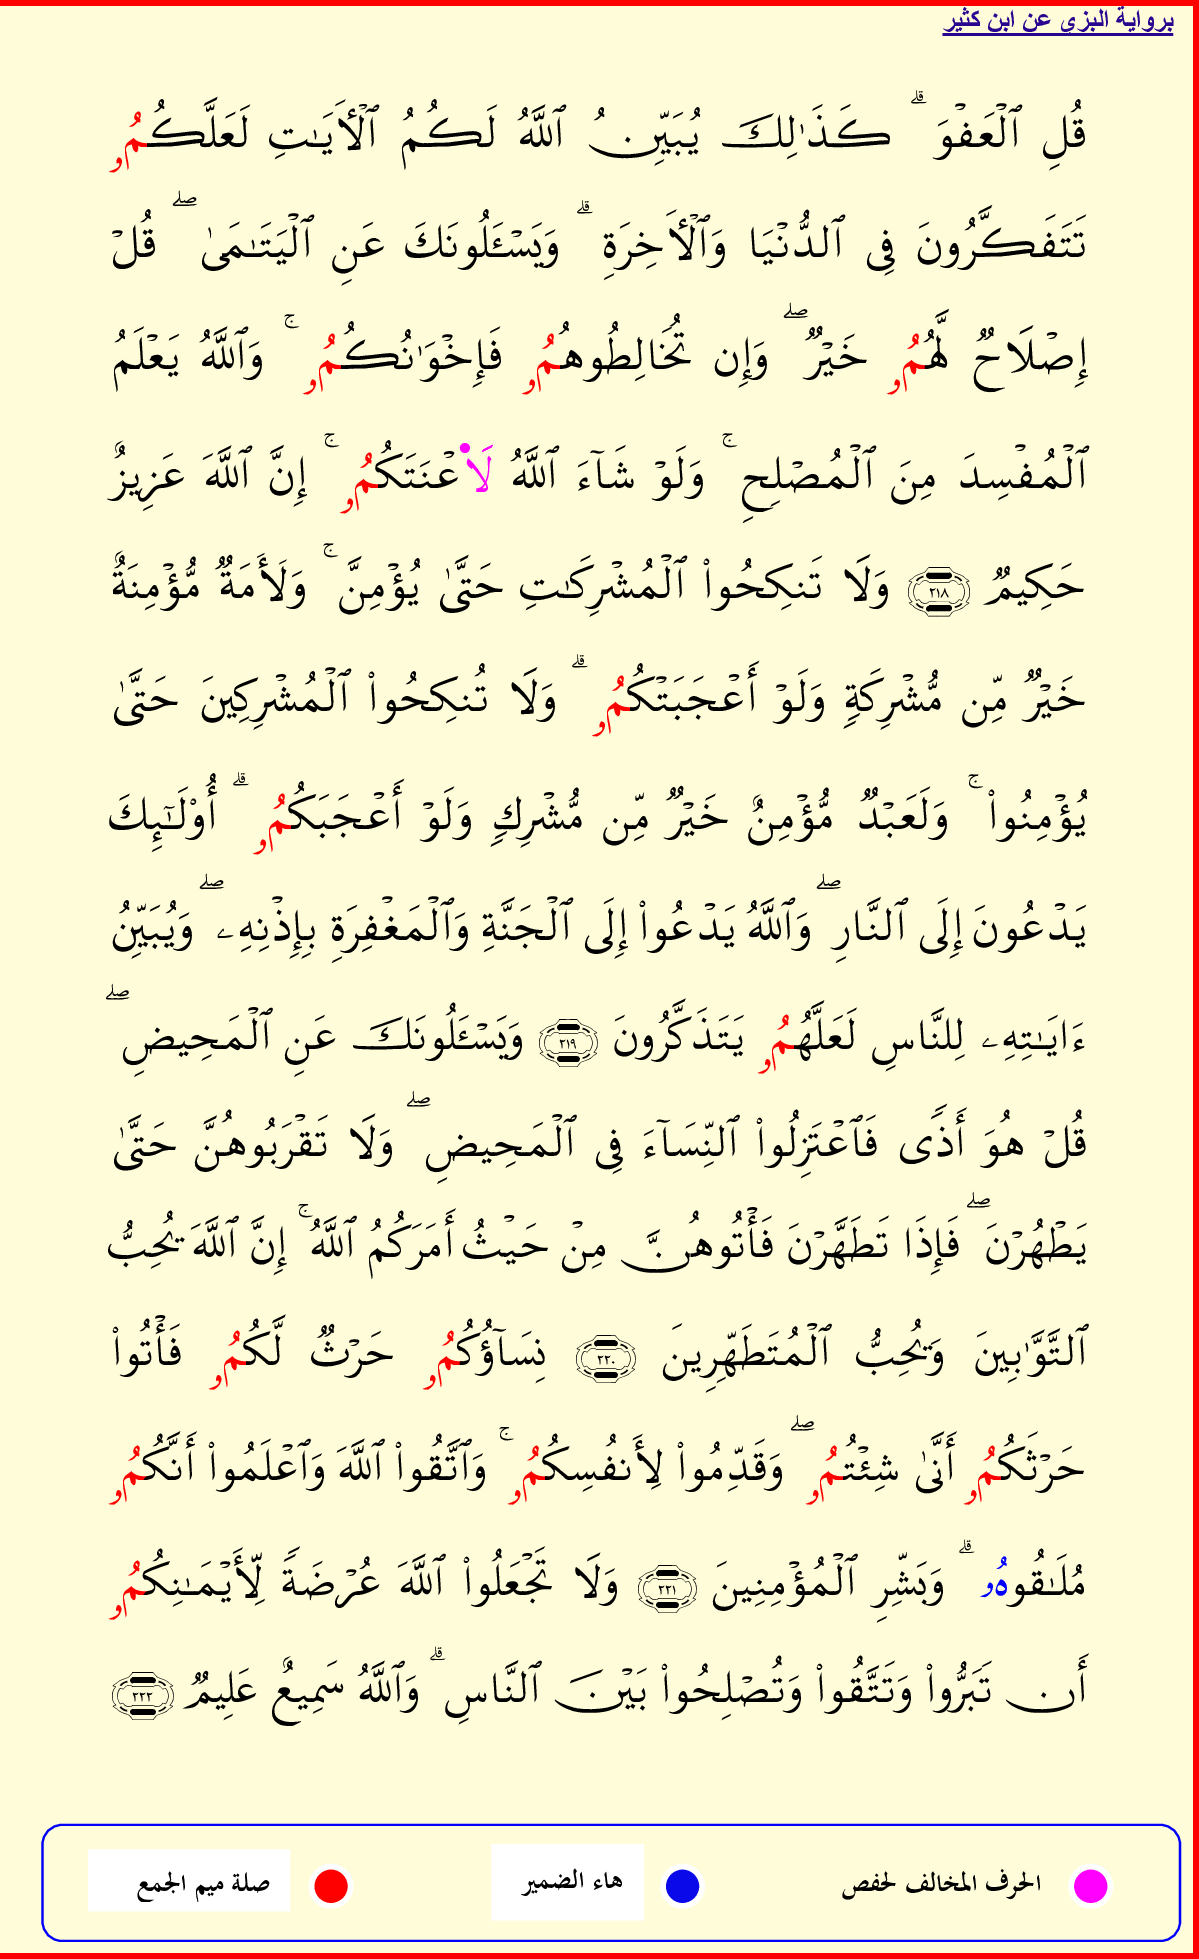 برواية البزى عن ابن كثير
قُلِ ٱلۡعَفۡوَ ۗ كَذَٰلِكَ يُبَيِّنُ ٱللَّهُ لَكُمُ ٱلۡأَيَٰتِ لَعَلَّكُمُۥ
تَتَفَكَّرُونَ فِى ٱلدُّنۡيَا وَٱلۡأَخِرَةِ ۗ وَيَسۡـَٔلُونَكَ عَنِ ٱلۡيَتَٰمَىٰ ۖ قُلۡ
إِصۡلَاحٌ لَّهُمُۥ خَيۡرٌ ۖ وَإِن تُخَالِطُوهُمُۥ فَإِخۡوَٰنُكُمُۥ ۚ وَٱللَّهُ يَعۡلَمُ
ٱلۡمُفۡسِدَ مِنَ ٱلۡمُصۡلِحِ ۚ وَلَوۡ شَآءَ ٱللَّهُ لَا۬عۡنَتَكُمُۥ ۚ إِنَّ ٱللَّهَ عَزِيزٌ
حَكِيمٌ ٢١٨ وَلَا تَنكِحُوا۟ ٱلۡمُشۡرِكَٰتِ حَتَّىٰ يُؤۡمِنَّ ۚ وَلَأَمَةٌ مُّؤۡمِنَةٌ
خَيۡرٌ مِّن مُّشۡرِكَةٍ وَلَوۡ أَعۡجَبَتۡكُمُۥ ۗ وَلَا تُنكِحُوا۟ ٱلۡمُشۡرِكِينَ حَتَّىٰ
يُؤۡمِنُوا۟ ۚ وَلَعَبۡدٌ مُّؤۡمِنٌ خَيۡرٌ مِّن مُّشۡرِكٍ وَلَوۡ أَعۡجَبَكُمُۥ ۗ أُو۟لَٰٓئِكَ
يَدۡعُونَ إِلَى ٱلنَّارِ ۖ وَٱللَّهُ يَدۡعُوا۟ إِلَى ٱلۡجَنَّةِ وَٱلۡمَغۡفِرَةِ بِإِذۡنِهِۦ ۖ وَيُبَيِّنُ
ءَايَٰتِهِۦ لِلنَّاسِ لَعَلَّهُمُۥ يَتَذَكَّرُونَ ٢١٩ وَيَسۡـَٔلُونَكَ عَنِ ٱلۡمَحِيضِ ۖ
قُلۡ هُوَ أَذًى فَٱعۡتَزِلُوا۟ ٱلنِّسَآءَ فِى ٱلۡمَحِيضِ ۖ وَلَا تَقۡرَبُوهُنَّ حَتَّىٰ
يَطۡهُرۡنَ ۖ فَإِذَا تَطَهَّرۡنَ فَأۡتُوهُنَّ مِنۡ حَيۡثُ أَمَرَكُمُ ٱللَّهُ ۚ إِنَّ ٱللَّهَ يُحِبُّ
ٱلتَّوَّٰبِينَ وَيُحِبُّ ٱلۡمُتَطَهِّرِينَ ٢٢٠ نِسَآؤُكُمُۥ حَرۡثٌ لَّكُمُۥ فَأۡتُوا۟
حَرۡثَكُمُۥ أَنَّىٰ شِئۡتُمُۥ ۖ وَقَدِّمُوا۟ لِأَنفُسِكُمُۥ ۚ وَٱتَّقُوا۟ ٱللَّهَ وَٱعۡلَمُوا۟ أَنَّكُمُۥ
مُلَٰقُوهُۥ ۗ وَبَشِّرِ ٱلۡمُؤۡمِنِينَ ٢٢١ وَلَا تَجۡعَلُوا۟ ٱللَّهَ عُرۡضَةً لِّأَيۡمَٰنِكُمُۥ
أَن تَبَرُّوا۟ وَتَتَّقُوا۟ وَتُصۡلِحُوا۟ بَيۡنَ ٱلنَّاسِ ۗ وَٱللَّهُ سَمِيعٌ عَلِيمٌ ٢٢٢
الحرف المخالف لحفص هاء الضمير صلة ميم الجمع